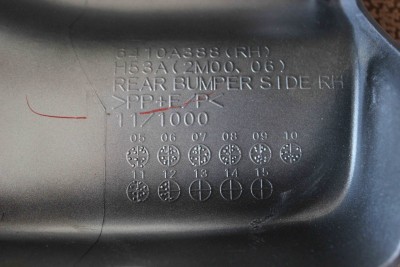 6410A388(RH)
H53A(2M00.06)
REAR BUMPER SIDE RH
>PP+E/P<
11/1000
05 06 07 08 09 10
11 12 13 14 15